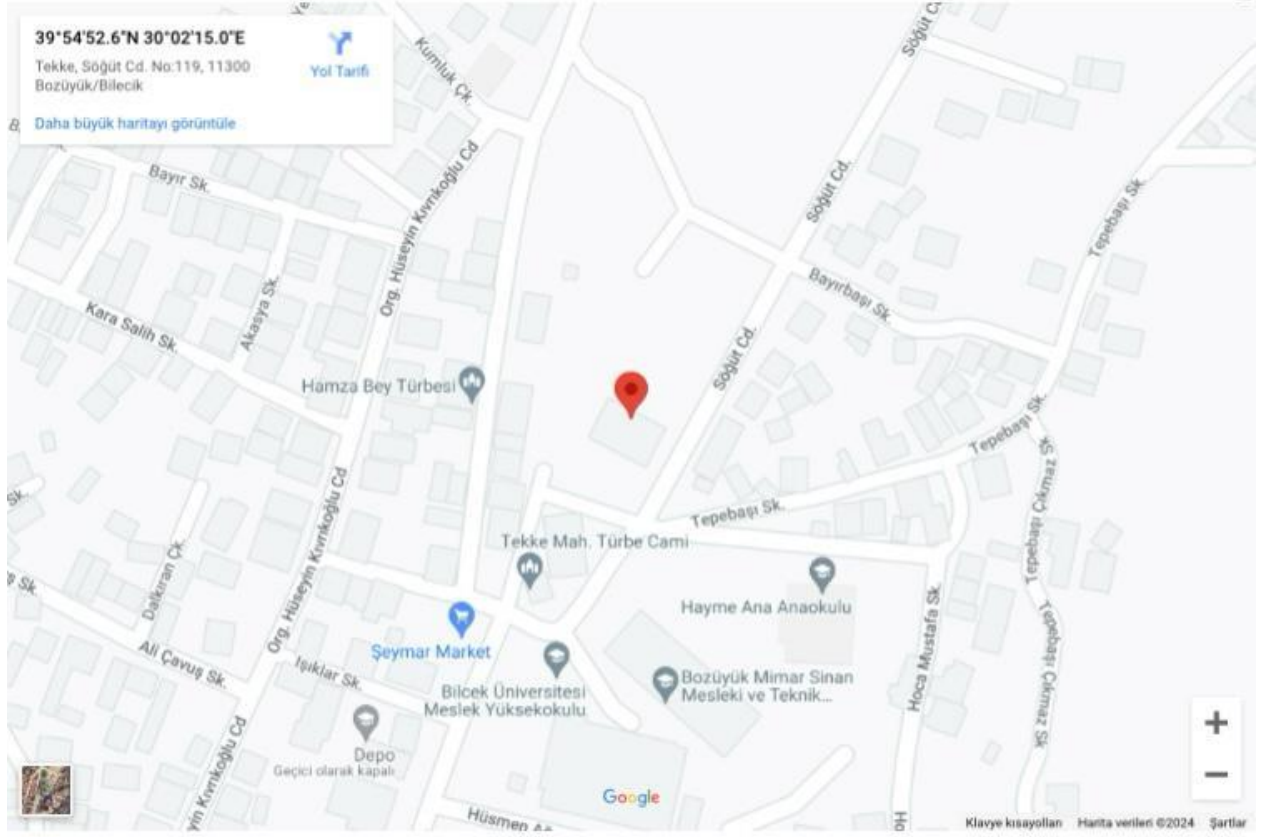 39°54'52.6"N 30°02'15.0"E
Tekke, Söğüt Cd. No:119, 11300
Bozüyük/Bilecik
Yol Tarifi
Daha büyük haritayı görüntüle
Kumluk Çk.
Söğüt Cd.
Bayır Sk.
Org. Hüseyin Kıvrıkoğlu Cd
Söğüt Cd.
Tepebaşı Sk.
Akasya Sk.
Kara Salih Sk.
Bayırbaşı Sk.
Söğüt Cd.
Hamza Bey Türbesi
Tepebaşı Sk.
Tepebaşı Çıkmaz Sk
Org. Hüseyin Kıvrıkoğlu Cd
Sk.
Tepebaşı Sk.
Tekke Mah. Türbe Cami
Dalkıran Çk.
Hayme Ana Anaokulu
Hoca Mustafa Sk.
Tepebaşı Çıkmaz Sk
Şeymar Market
Ali Çavuş Sk.
Işıklar Sk.
Bilcek Üniversitesi
Meslek Yüksekokulu
Bozüyük Mimar Sinan
Mesleki ve Teknik...
Depo
Geçici olarak kapalı
Google
Klavye kısayolları
Harita verileri ©2024
Şartlar